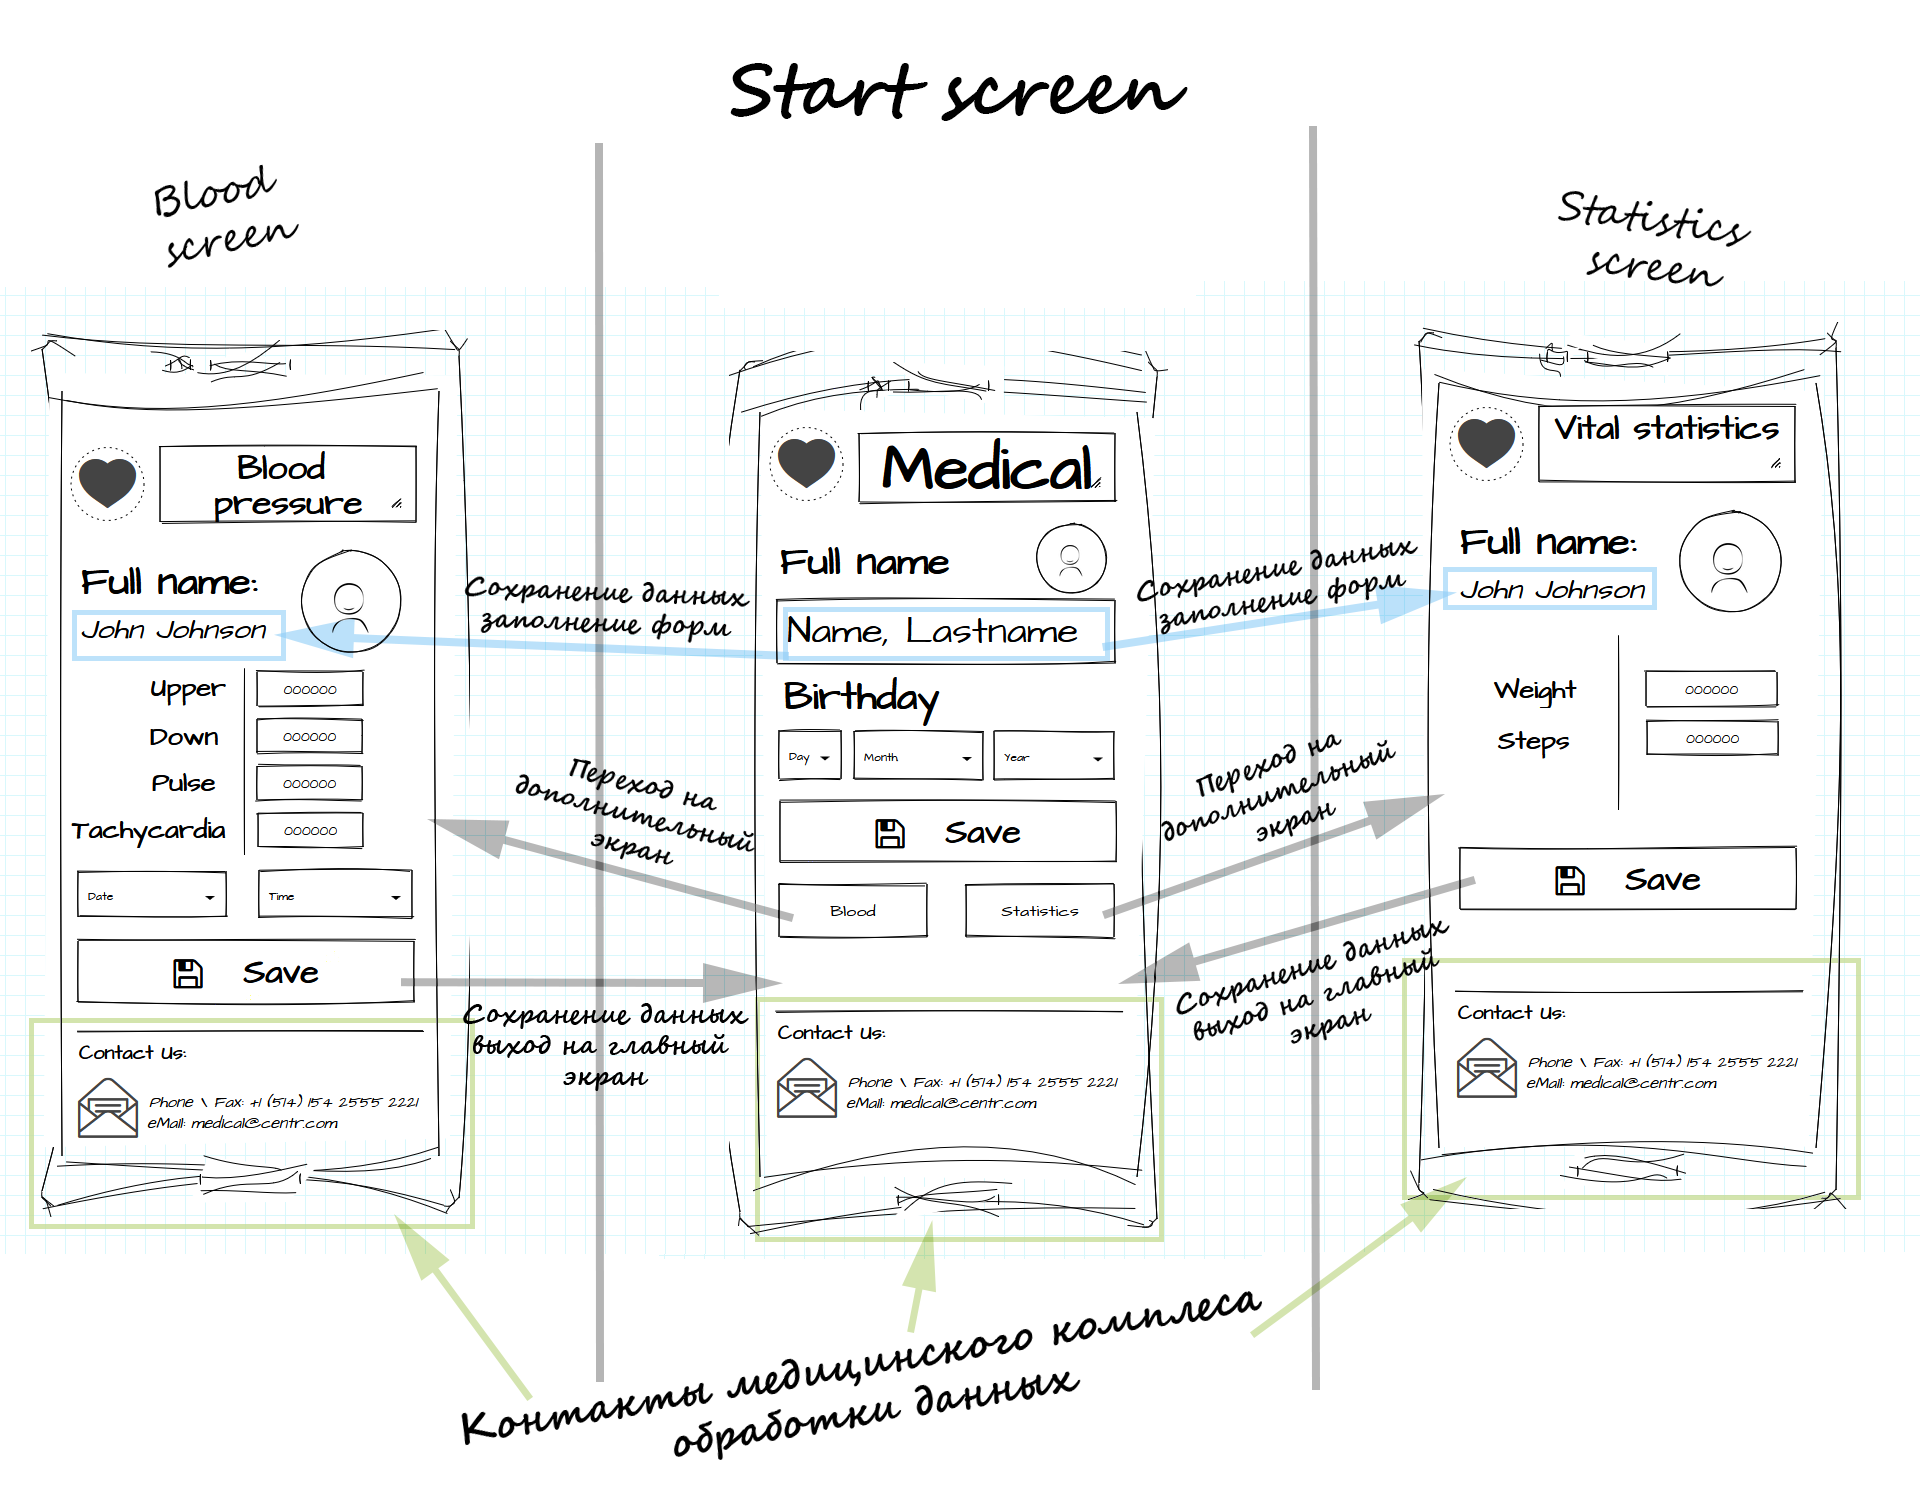 Start screen
Blood
screen
Statistics
screen
Blood
pressure
Full name:
John Johnson
Upper
000000
Down
000000
Pulse
000000
Tachycardia
000000
Date
Time
Save
Contact Us:
Phone \ Fax: +1 (514) 154 2555 2221
eMail: medical@centr.com
Сохранение данных
заполнение форм
Переход на
дополнительный
экран
Сохранение данных
выход на главный
экран
Medical
Full name
Name, Lastname
Birthday
Day
Month
Year
Save
Blood
Statistics
Contact Us:
Phone \ Fax: +1 (514) 154 2555 2221
eMail: medical@centr.com
Сохранение данных
заполнение форм
Переход на
дополнительный
экран
Сохранение данных
выход на главный
экран
Vital statistics
Full name:
John Johnson
Weight
000000
Steps
000000
Save
Contact Us:
Phone \ Fax: +1 (514) 154 2555 2221
eMail: medical@centr.com
Контакты медицинского комплеса
обработки данных